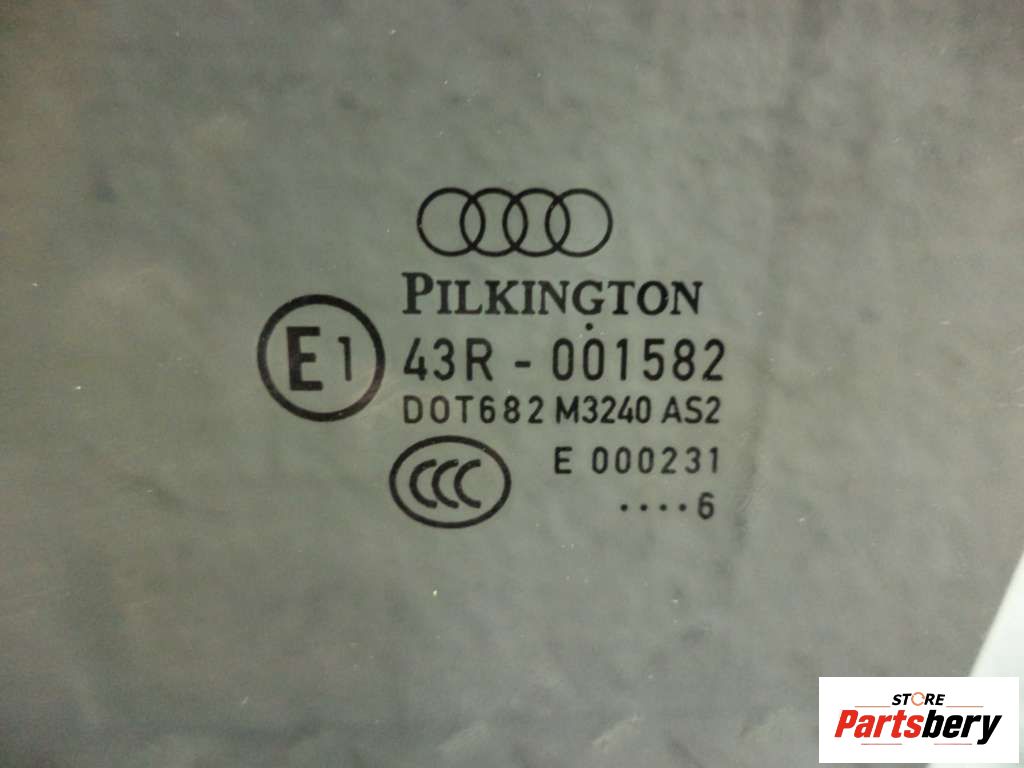 PILKINGTON
E1
43R - 001582
DOT682 M3240 AS2
CCC
E 000231
····6
STORE
Partsbery